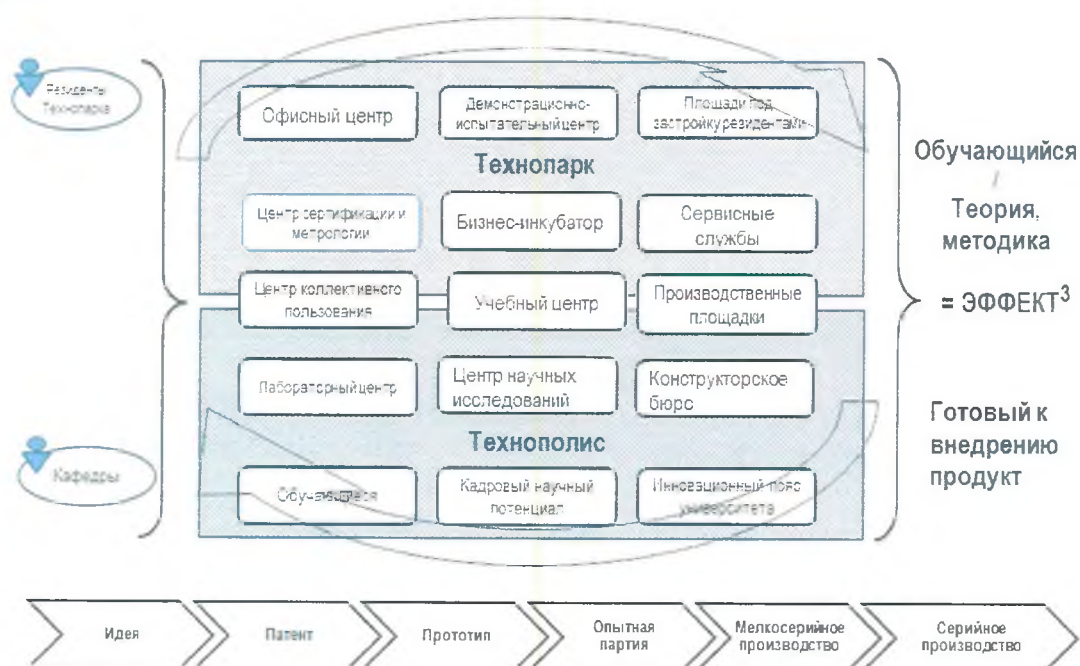 Резиденты
Технопарка
Офисный центр
Демонстрационно-
испытательный центр
Площади под
застройку резидентами
Технопарк
Центр сертификации и
метрологии
Бизнес-инкубатор
Сервисные
службы
Центр коллективного
пользования
Учебный центр
Производственные
площадки
Лабораторный центр
Центр научных
исследований
Конструкторское
бюро
Технополис
Кафедры
Обучающиеся
Кадровый научный
потенциал
Инновационный пояс
университета
Обучающийся
/
Теория,
методика
= ЭФФЕКТ³
Готовый к
внедрению
продукт
Идея
Патент
Прототип
Опытная
партия
Мелкосерийное
производство
Серийное
производство